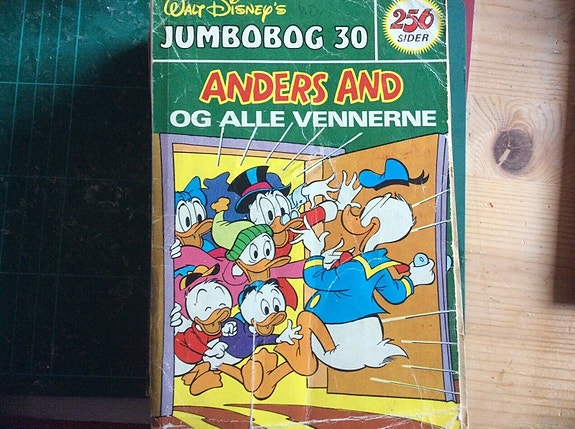 WALT DISNEY'S
JUMBOBOG 30
256
SIDER
ANDERS AND
OG ALLE VENNERNE